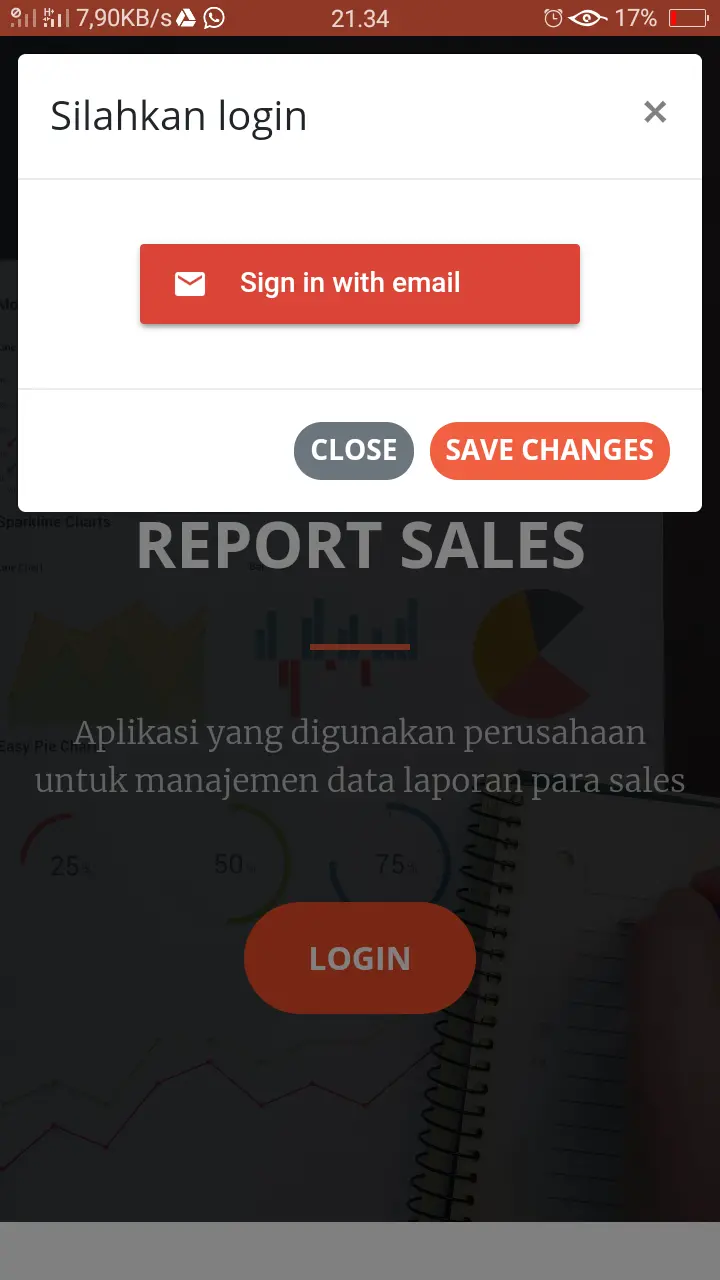 7,90KB/s 21.34 17%
Silahkan login ×
Sign in with email
CLOSE SAVE CHANGES
Sparkline Charts
REPORT SALES
Aplikasi yang digunakan perusahaan
Easy Pie Chart
untuk manajemen data laporan para sales
25%
50%
75%
LOGIN